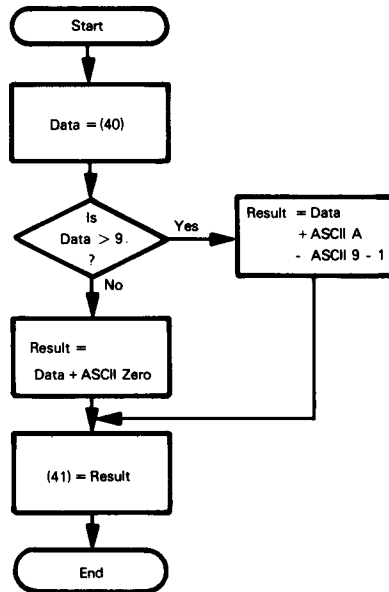 Start
Data = (40)
Is
Data > 9.
?
Yes
No
Result = Data
+ ASCII A
- ASCII 9 - 1
Result =
Data + ASCII Zero
(41) = Result
End